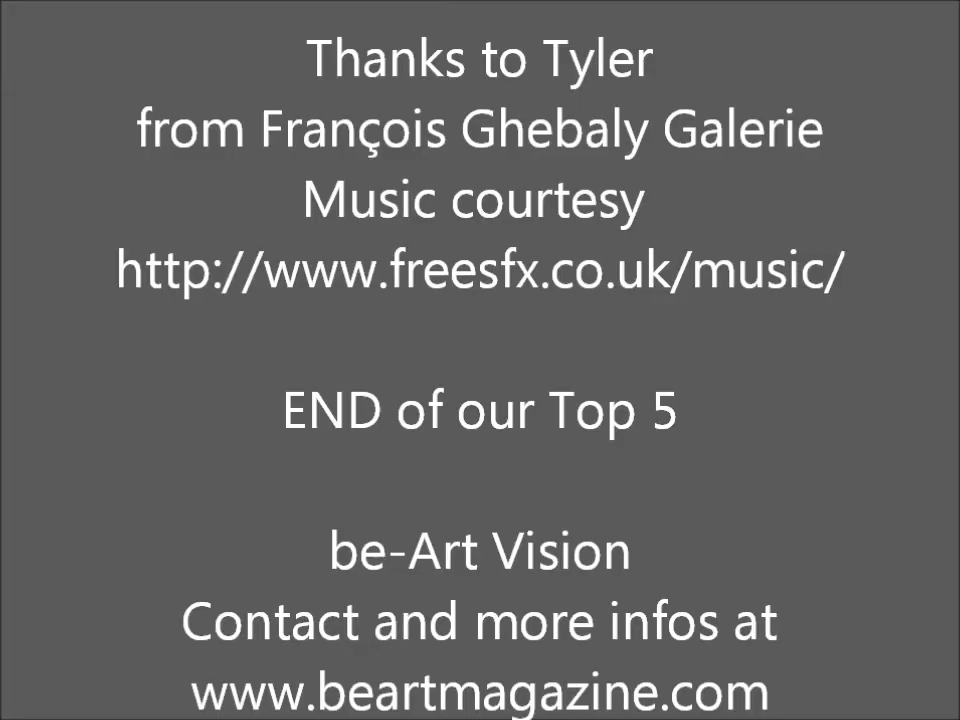 Thanks to Tyler
from François Ghebaly Galerie
Music courtesy
http://www.freesfx.co.uk/music/
END of our Top 5
be-Art Vision
Contact and more infos at
www.beartmagazine.com